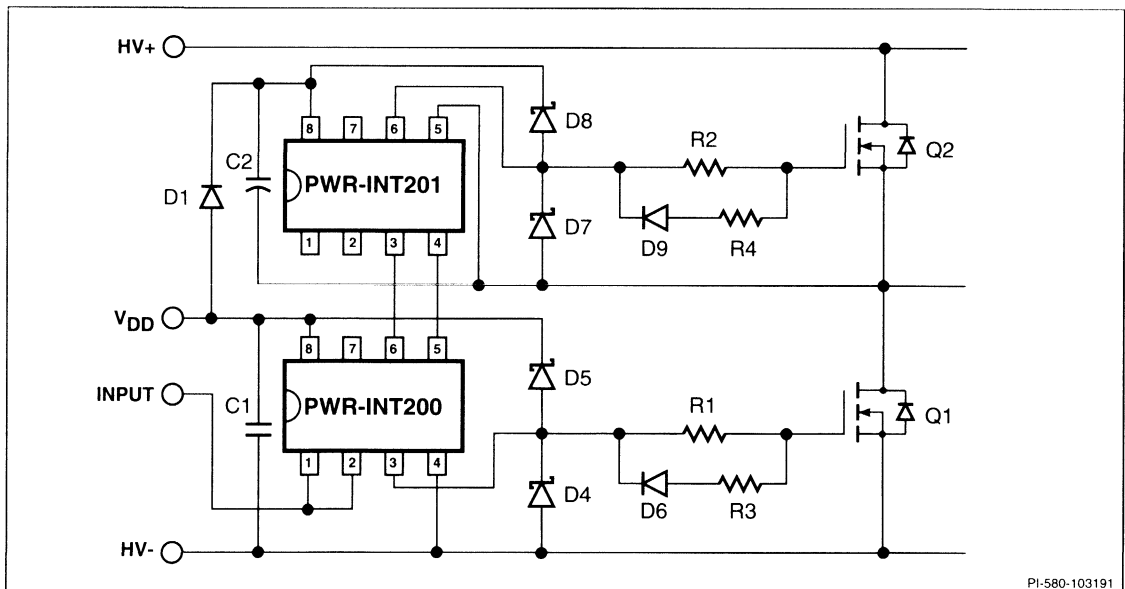 HV+
8 7 6 5
D8
R2
Q2
C2
D1
PWR-INT201
D7
D9 R4
1 2 3 4
VDD
8 7 6 5
D5
INPUT
C1
PWR-INT200
R1
Q1
1 2 3 4
D4
D6 R3
HV-
PI-580-103191